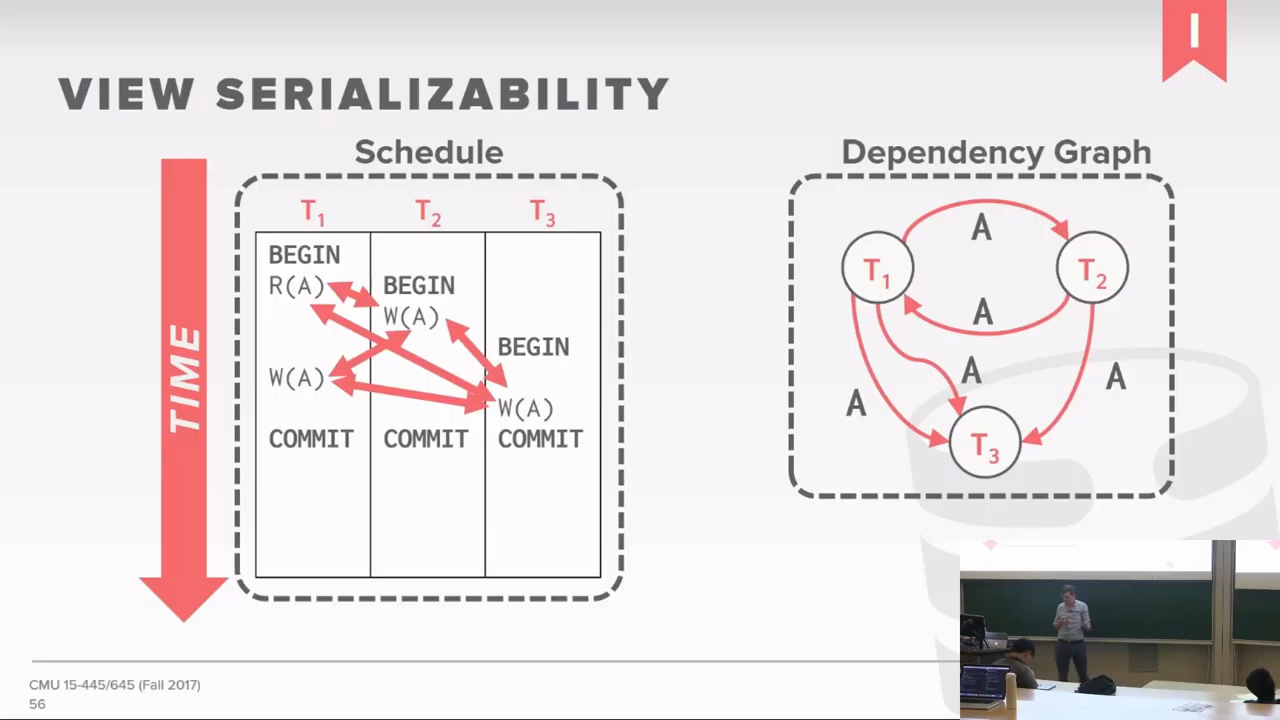 I
VIEW SERIALIZABILITY
Schedule
Dependency Graph
TIME
T1 T2 T3
BEGIN
R(A) BEGIN
W(A)
BEGIN
W(A)
W(A)
COMMIT COMMIT COMMIT
A
T1 T2
A
A
A
A
T3
CMU 15-445/645 (Fall 2017)
56